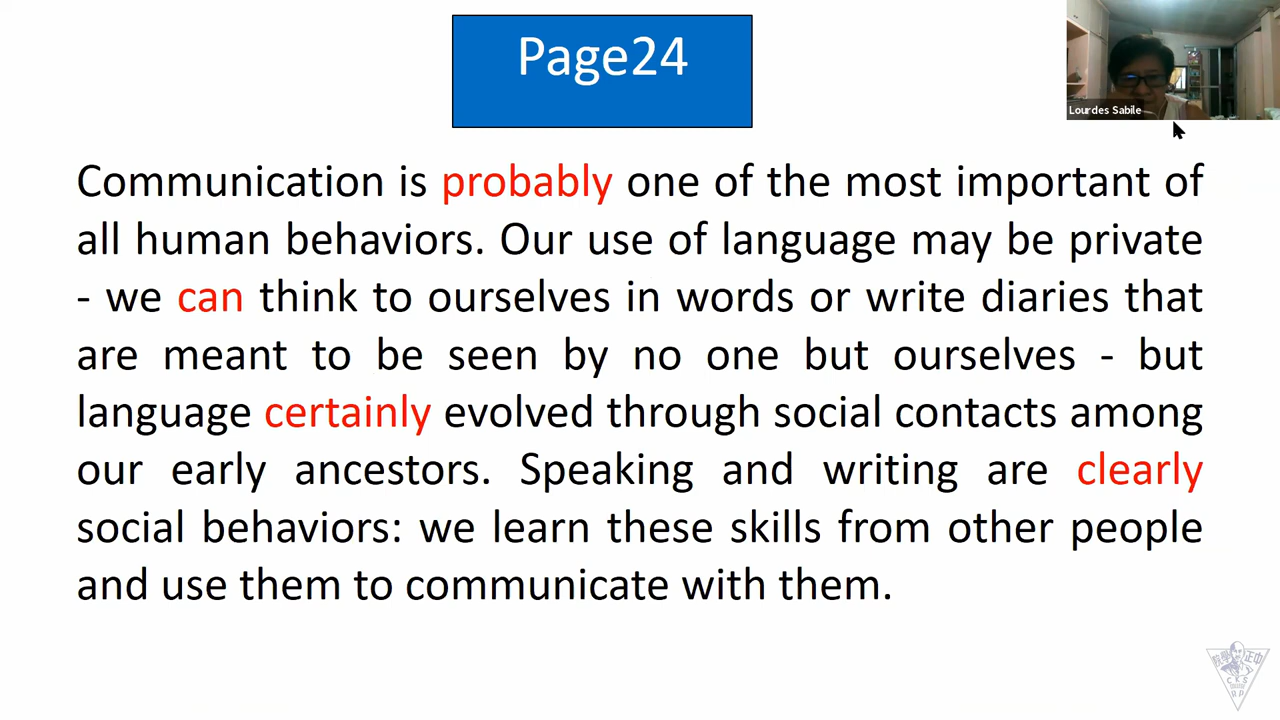 Page24
Lourdes Sabile
Communication is probably one of the most important of
all human behaviors. Our use of language may be private
- we can think to ourselves in words or write diaries that
are meant to be seen by no one but ourselves - but
language certainly evolved through social contacts among
our early ancestors. Speaking and writing are clearly
social behaviors: we learn these skills from other people
and use them to communicate with them.
C K S